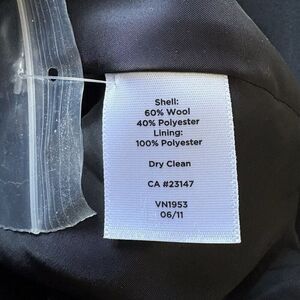 Shell:
60% Wool
40% Polyester
Lining:
100% Polyester
Dry Clean
CA #23147
VN1953
06/11